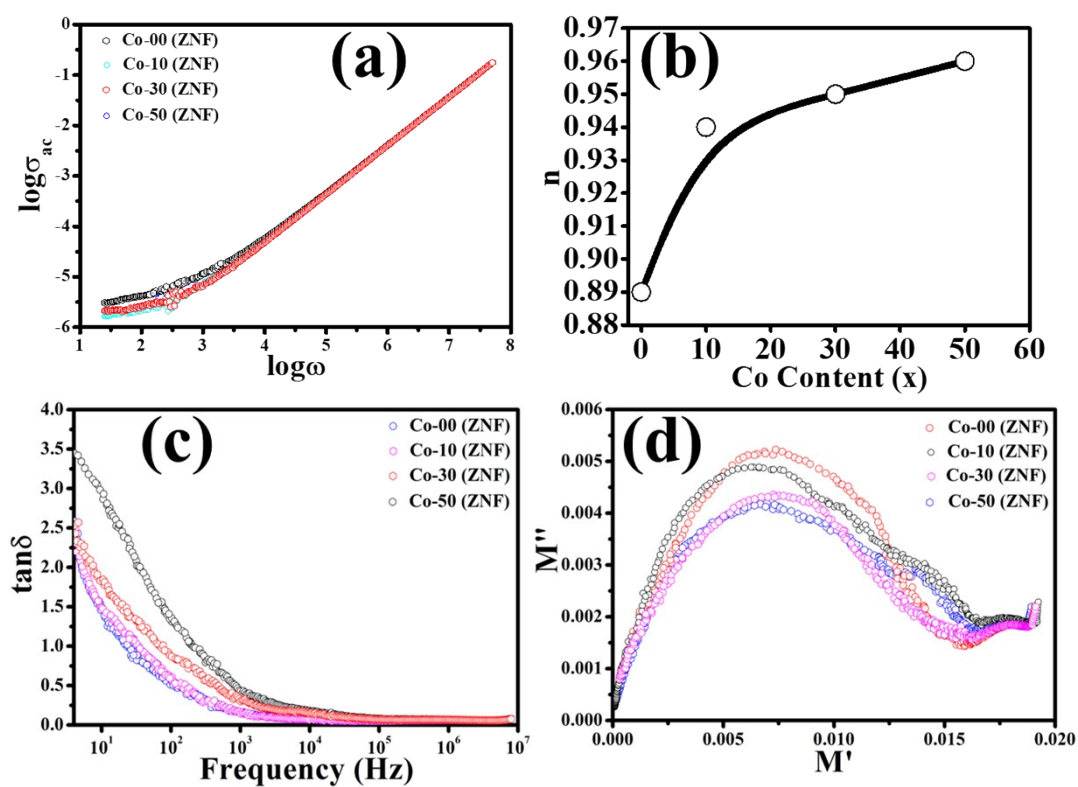 (a)
0
-1
-2
-3
-4
-5
-6
logσac
Co-00 (ZNF)
Co-10 (ZNF)
Co-30 (ZNF)
Co-50 (ZNF)
1 2 3 4 5 6 7 8
logω
(b)
0.97
0.96
0.95
0.94
0.93
0.92
0.91
0.90
0.89
0.88
n
0 10 20 30 40 50 60
Co Content (x)
(c)
4.0
3.5
3.0
2.5
2.0
1.5
1.0
0.5
0.0
tanδ
Co-00 (ZNF)
Co-10 (ZNF)
Co-30 (ZNF)
Co-50 (ZNF)
10¹ 10² 10³ 10⁴ 10⁵ 10⁶ 10⁷
Frequency (Hz)
(d)
0.006
0.005
0.004
0.003
0.002
0.001
0.000
M''
Co-00 (ZNF)
Co-10 (ZNF)
Co-30 (ZNF)
Co-50 (ZNF)
0.000 0.005 0.010 0.015 0.020
M'